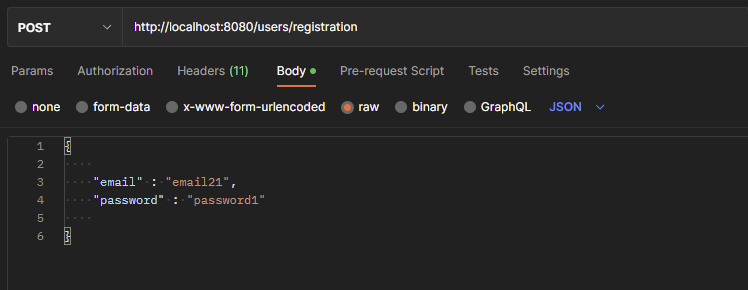 POST http://localhost:8080/users/registration
Params Authorization Headers (11) Body Pre-request Script Tests Settings
none form-data x-www-form-urlencoded raw binary GraphQL JSON
1 {
2
3 "email" : "email21",
4 "password" : "password1"
5
6 }